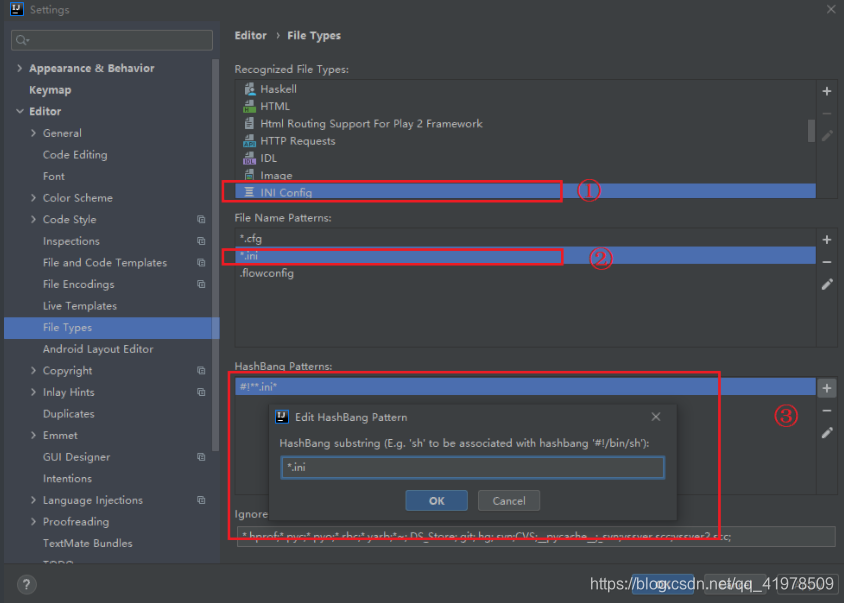 Settings
Editor › File Types
Appearance & Behavior
Keymap
Editor
General
Code Editing
Font
Color Scheme
Code Style
Inspections
File and Code Templates
File Encodings
Live Templates
File Types
Android Layout Editor
Copyright
Inlay Hints
Duplicates
Emmet
GUI Designer
Intentions
Language Injections
Proofreading
TextMate Bundles
TODO
Recognized File Types:
Haskell
HTML
Html Routing Support For Play 2 Framework
HTTP Requests
IDL
Image
INI Config
①
File Name Patterns:
*.cfg
*.ini
②
.flowconfig
HashBang Patterns:
#!**.ini*
③
Edit HashBang Pattern
HashBang substring (E.g. 'sh' to be associated with hashbang '#!/bin/sh'):
*.ini
OK
Cancel
Ignore
*.hprof;*.pyc;*.pyo;*.rbc;*.yarb;*~;.DS_Store;.git;.hg;.svn;CVS;__pycache__;_svn;vssver.scc;vssver2.scc;
?
https://blog.csdn.net/qq_41978509